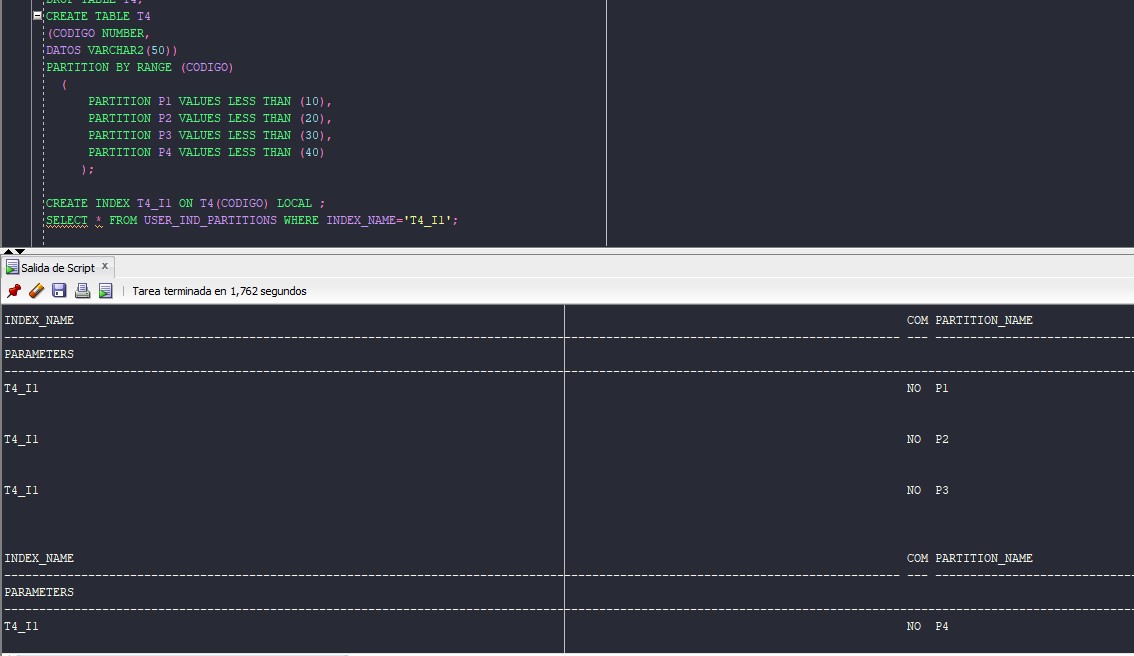 DROP TABLE T4;
CREATE TABLE T4
(CODIGO NUMBER,
DATOS VARCHAR2(50))
PARTITION BY RANGE (CODIGO)
(
PARTITION P1 VALUES LESS THAN (10),
PARTITION P2 VALUES LESS THAN (20),
PARTITION P3 VALUES LESS THAN (30),
PARTITION P4 VALUES LESS THAN (40)
);
CREATE INDEX T4_I1 ON T4(CODIGO) LOCAL ;
SELECT * FROM USER_IND_PARTITIONS WHERE INDEX_NAME='T4_I1';
Salida de Script x
Tarea terminada en 1,762 segundos
INDEX_NAME COM PARTITION_NAME
PARAMETERS
T4_I1 NO P1
T4_I1 NO P2
T4_I1 NO P3
INDEX_NAME COM PARTITION_NAME
PARAMETERS
T4_I1 NO P4